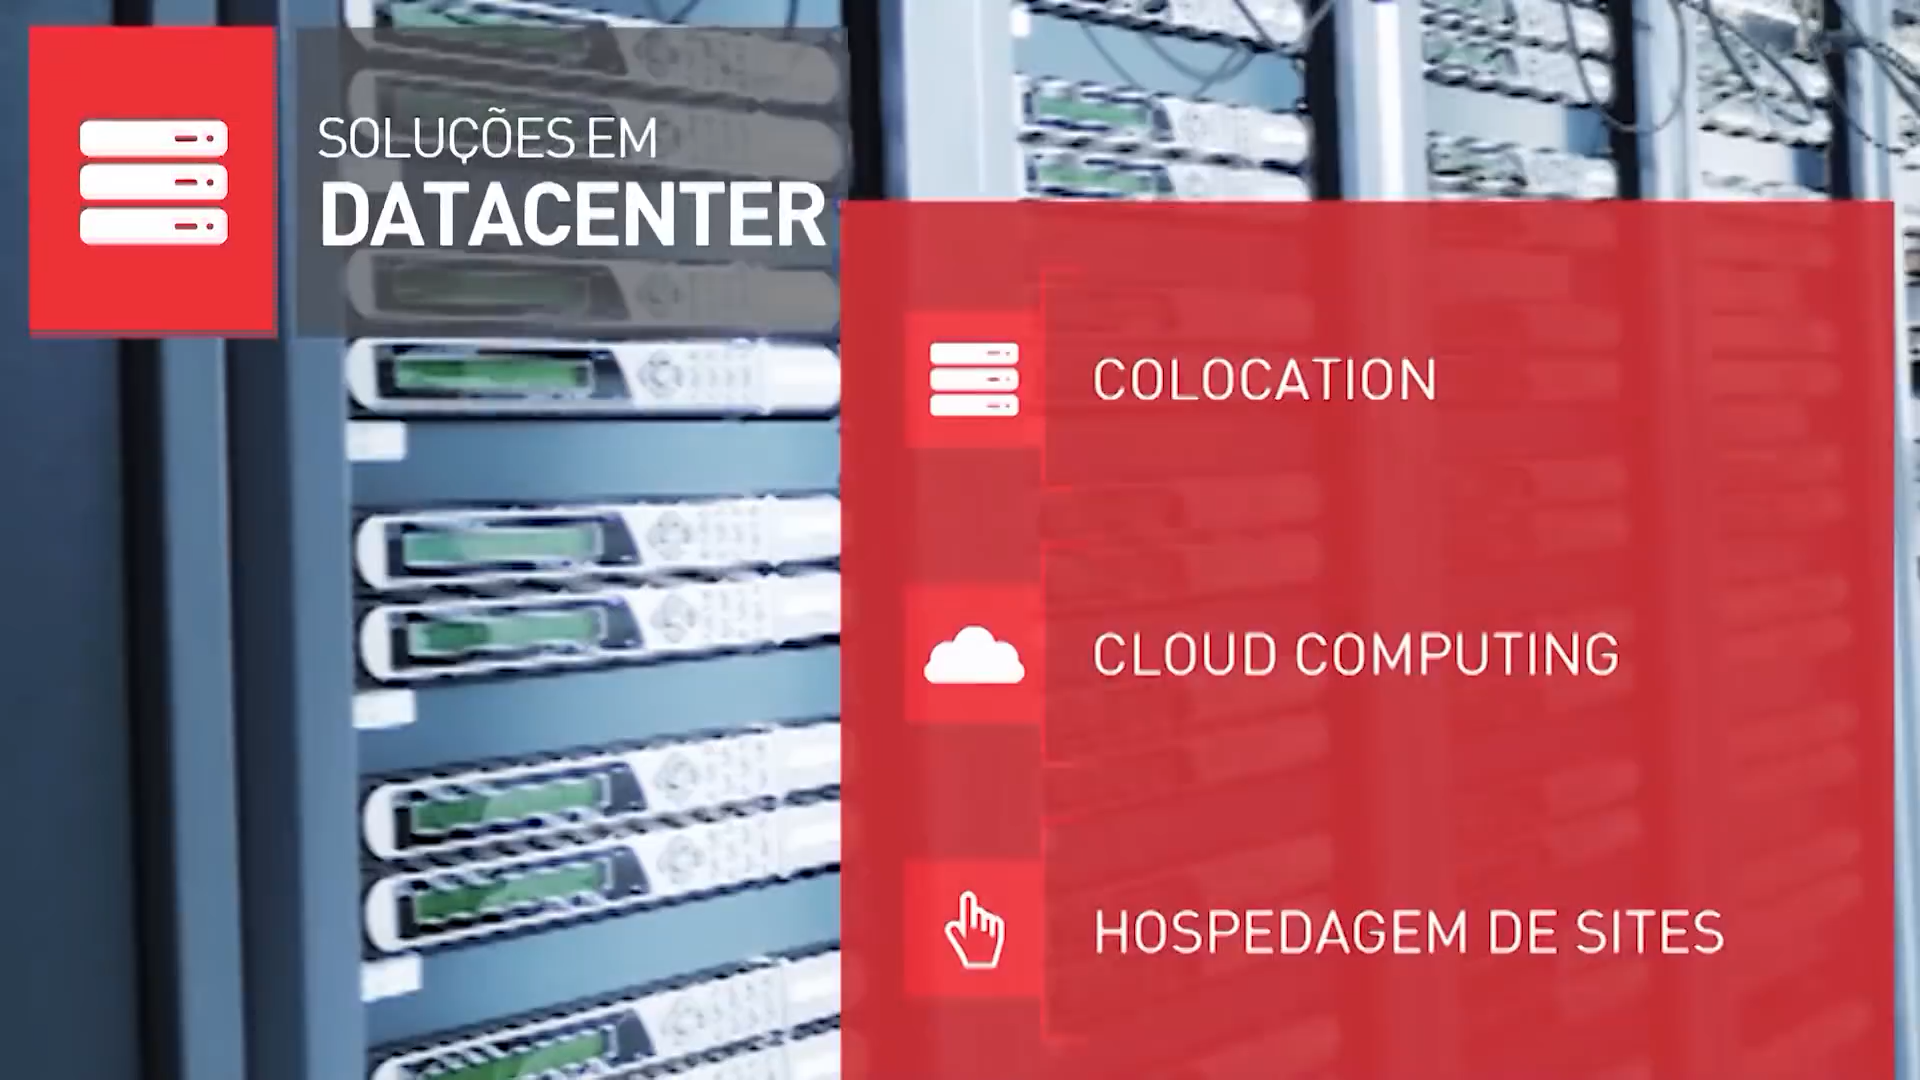 SOLUÇÕES EM
DATACENTER
COLOCATION
CLOUD COMPUTING
HOSPEDAGEM DE SITES